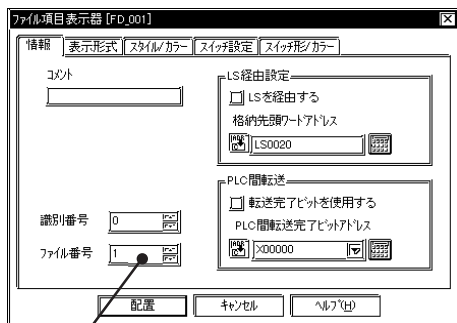 ファイル項目表示器 [FD_001]
情報 表示形式 スタイル/カラー スイッチ設定 スイッチ形/カラー
コメント
LS経由設定
LSを経由する
格納先頭ワードアドレス
LS0020
PLC間転送
転送完了ビットを使用する
PLC間転送完了ビットアドレス
X00000
識別番号 0
ファイル番号 1
配置 キャンセル ヘルプ(H)